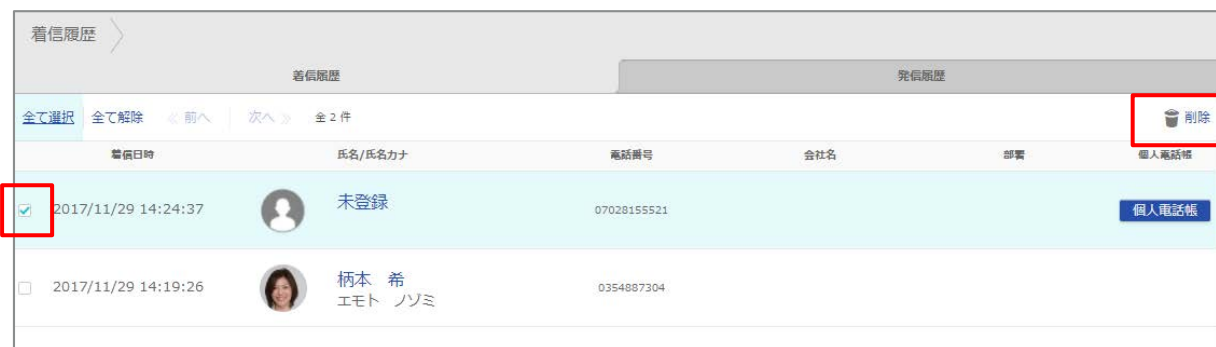 着信履歴
着信履歴 発信履歴
全て選択 全て解除 《 前へ 次へ 》 全 2 件 削除
着信日時 氏名/氏名カナ 電話番号 会社名 部署 個人電話帳
2017/11/29 14:24:37 未登録 07028155521 個人電話帳
2017/11/29 14:19:26 柄本 希 0354887304
エモト ノゾミ